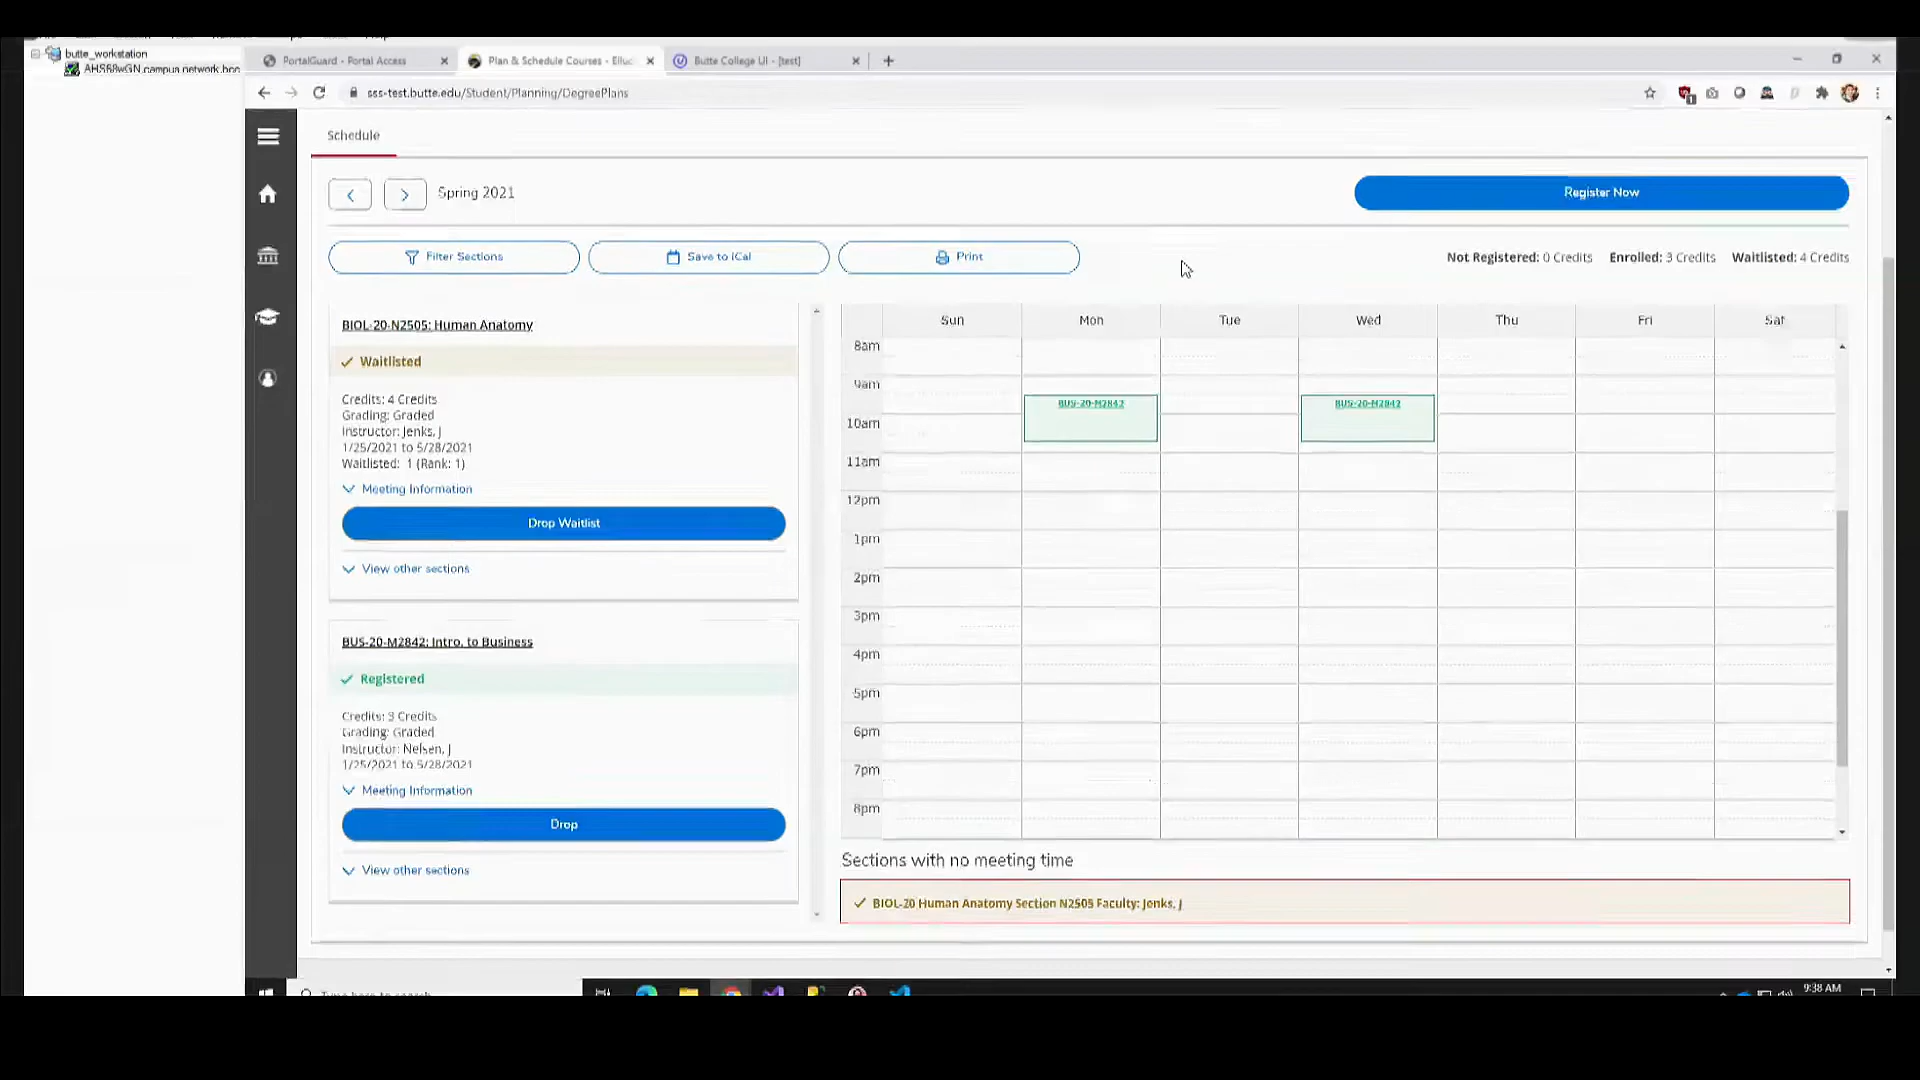 butte_workstation
PortalGuard - Portal Access
Plan & Schedule Courses - Elluc
Butte College UI - [test]
sss-test.butte.edu/Student/Planning/DegreePlans
Schedule
Spring 2021
Register Now
Filter Sections
Save to iCal
Print
Not Registered: 0 Credits Enrolled: 3 Credits Waitlisted: 4 Credits
BIOL-20-N2505: Human Anatomy
Waitlisted
Credits: 4 Credits
Grading: Graded
Instructor: Jenks, J
1/25/2021 to 5/28/2021
Waitlisted: 1 (Rank: 1)
Meeting Information
Drop Waitlist
View other sections
BUS-20-M2842: Intro. to Business
Registered
Credits: 3 Credits
Grading: Graded
Instructor: Nelsen, J
1/25/2021 to 5/28/2021
Meeting Information
Drop
View other sections
Sun Mon Tue Wed Thu Fri Sat
8am
9am
BUS-20-M2842 BUS-20-M2842
10am
11am
12pm
1pm
2pm
3pm
4pm
5pm
6pm
7pm
8pm
Sections with no meeting time
BIOL-20 Human Anatomy Section N2505 Faculty: Jenks, J
9:38 AM